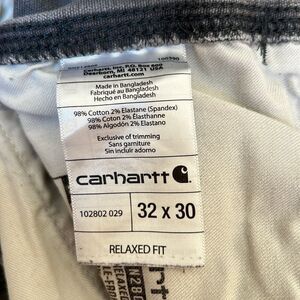 Carhartt, Inc. P.O. Box 600
Dearborn, MI 48121 USA
carhartt.com
Made in Bangladesh
Fabriqué au Bangladesh
Hecho en Bangladesh
98% Cotton 2% Elastane (Spandex)
98% Coton 2% Élasthanne
98% Algodón 2% Elastano
Exclusive of trimming
Sans garniture
Sin incluir adorno
carhartt
102802 029
32 x 30
RELAXED FIT